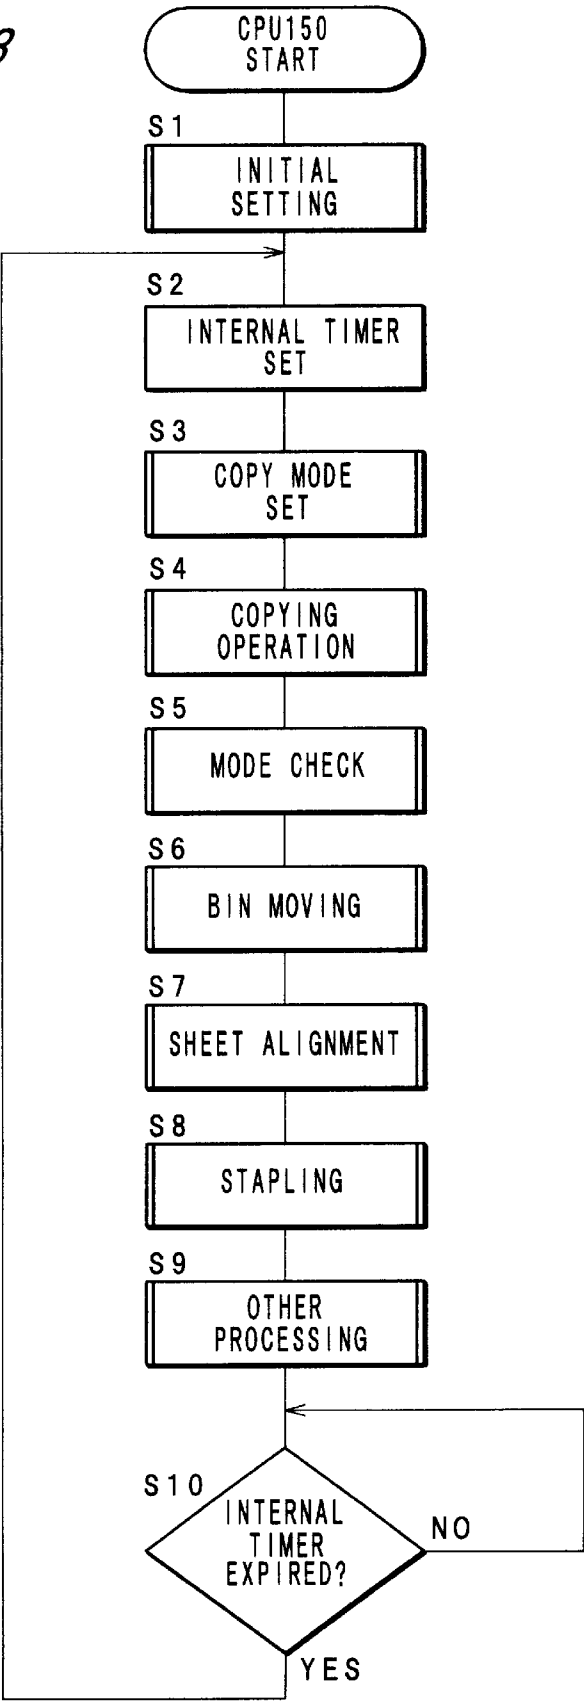 CPU150
START
S1
INITIAL
SETTING
S2
INTERNAL TIMER
SET
S3
COPY MODE
SET
S4
COPYING
OPERATION
S5
MODE CHECK
S6
BIN MOVING
S7
SHEET ALIGNMENT
S8
STAPLING
S9
OTHER
PROCESSING
S10
INTERNAL
TIMER
EXPIRED?
NO
YES